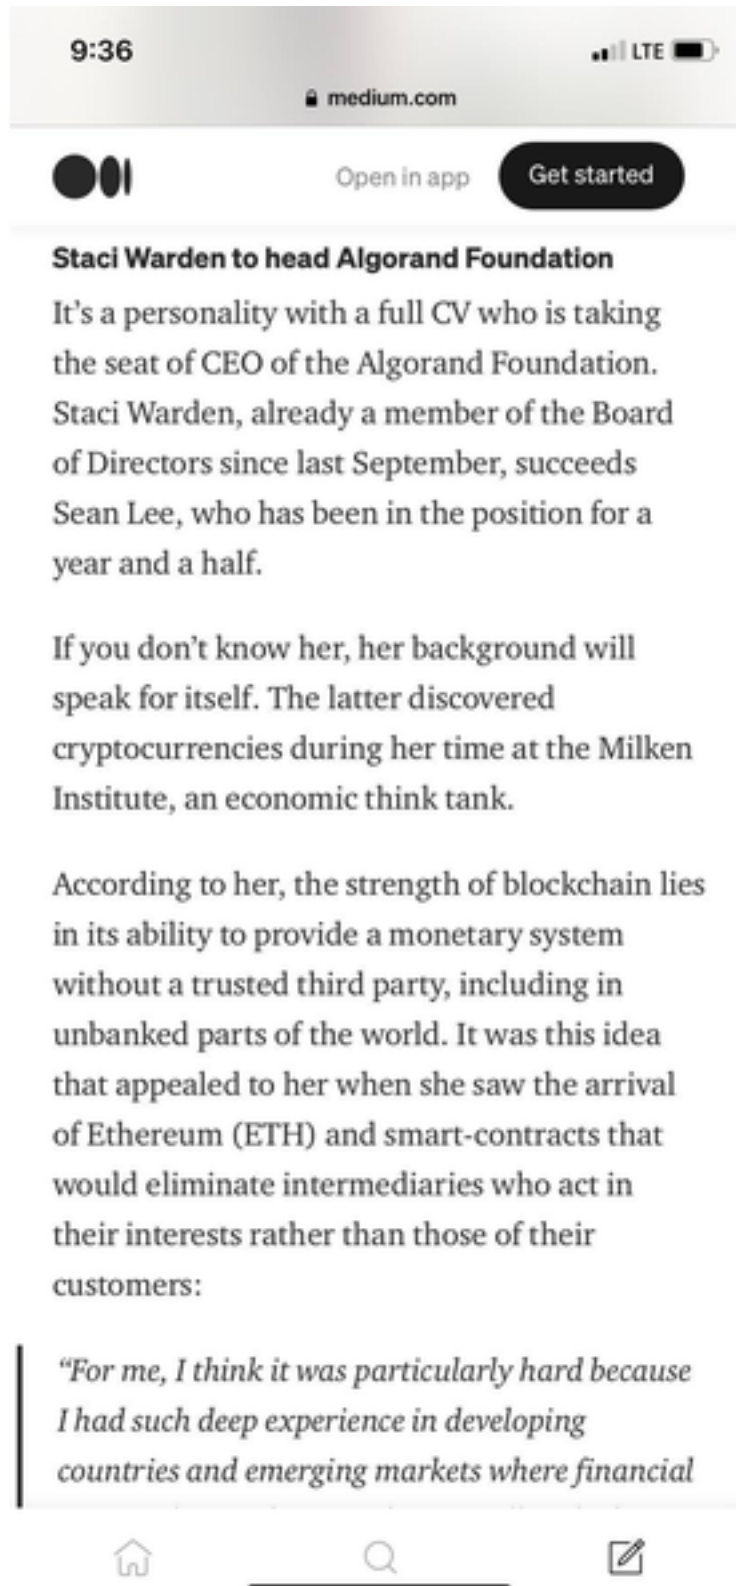 9:36
LTE
medium.com
Open in app
Get started
Staci Warden to head Algorand Foundation
It’s a personality with a full CV who is taking
the seat of CEO of the Algorand Foundation.
Staci Warden, already a member of the Board
of Directors since last September, succeeds
Sean Lee, who has been in the position for a
year and a half.
If you don’t know her, her background will
speak for itself. The latter discovered
cryptocurrencies during her time at the Milken
Institute, an economic think tank.
According to her, the strength of blockchain lies
in its ability to provide a monetary system
without a trusted third party, including in
unbanked parts of the world. It was this idea
that appealed to her when she saw the arrival
of Ethereum (ETH) and smart-contracts that
would eliminate intermediaries who act in
their interests rather than those of their
customers:
“For me, I think it was particularly hard because
I had such deep experience in developing
countries and emerging markets where financial